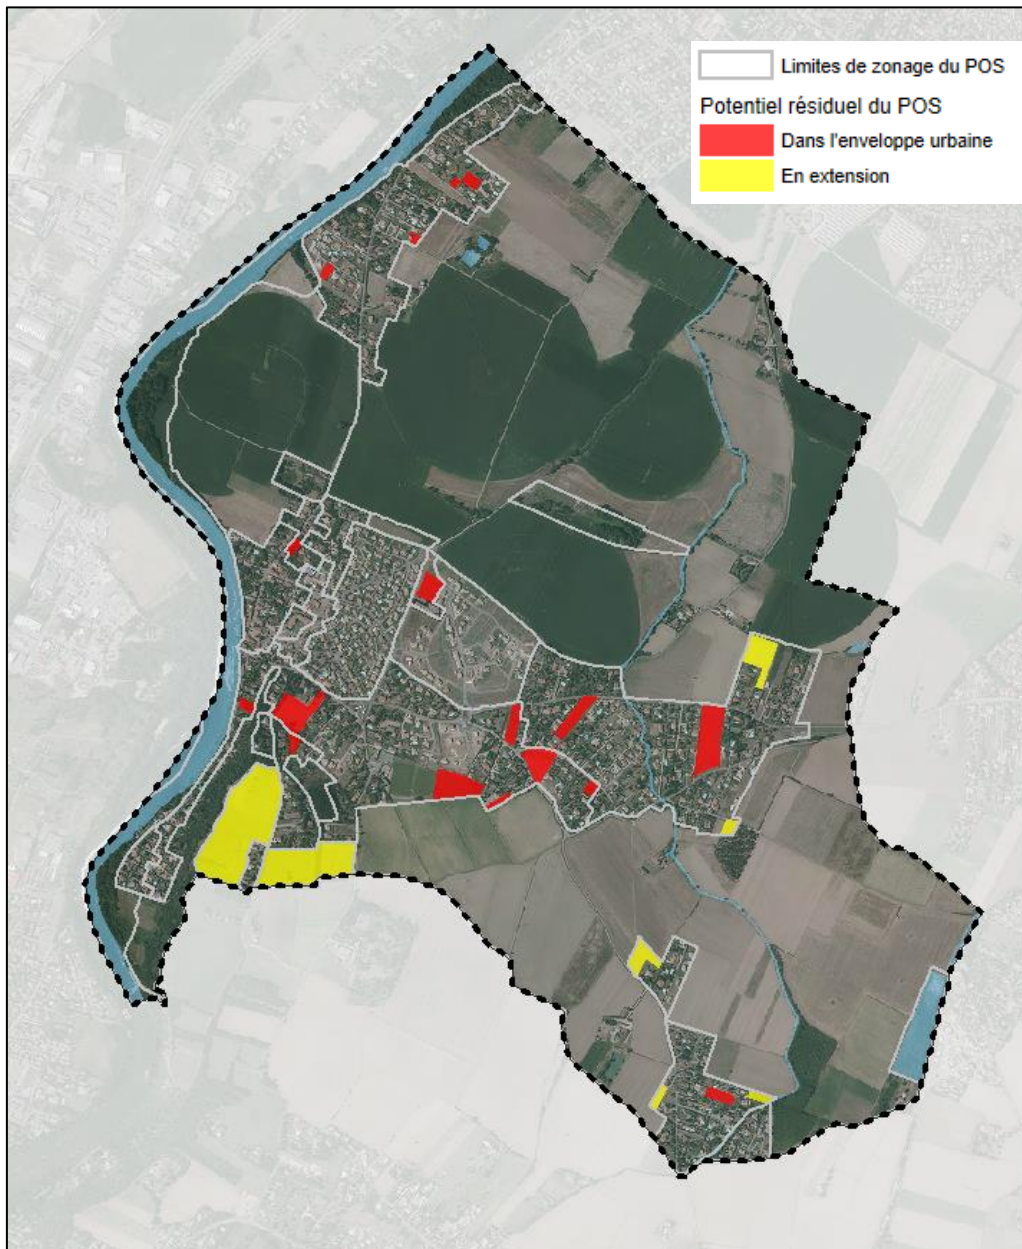 Limites de zonage du POS
Potentiel résiduel du POS
Dans l'enveloppe urbaine
En extension